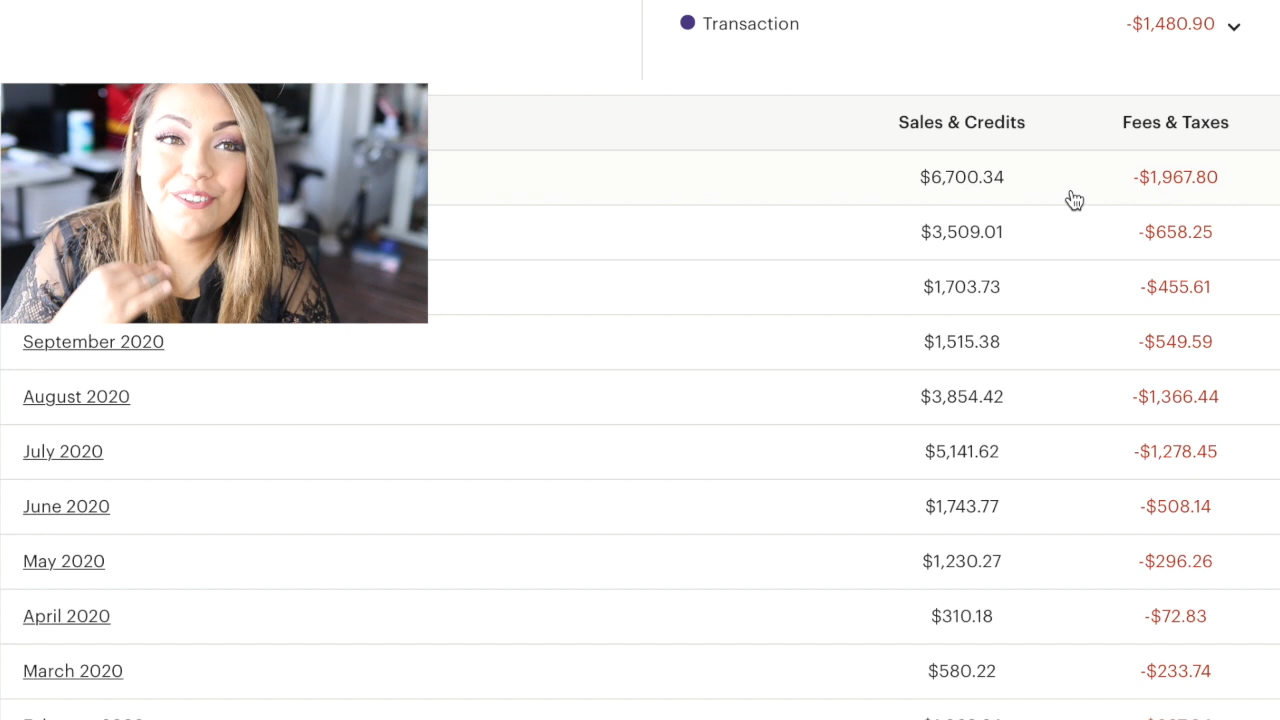 Transaction -$1,480.90
Sales & Credits Fees & Taxes
$6,700.34 -$1,967.80
$3,509.01 -$658.25
$1,703.73 -$455.61
September 2020 $1,515.38 -$549.59
August 2020 $3,854.42 -$1,366.44
July 2020 $5,141.62 -$1,278.45
June 2020 $1,743.77 -$508.14
May 2020 $1,230.27 -$296.26
April 2020 $310.18 -$72.83
March 2020 $580.22 -$233.74